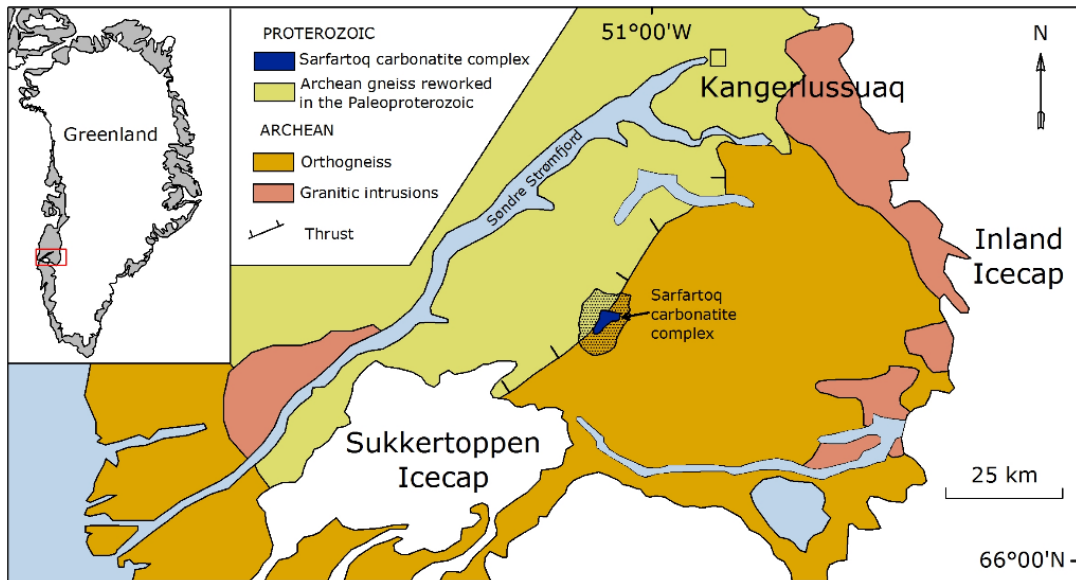 Greenland
PROTEROZOIC
Sarfartoq carbonatite complex
Archean gneiss reworked
in the Paleoproterozoic
ARCHEAN
Orthogneiss
Granitic intrusions
Thrust
51°00'W
N
Kangerlussuaq
Søndre Strømfjord
Inland
Icecap
Sarfartoq
carbonatite
complex
Sukkertoppen
Icecap
25 km
66°00'N